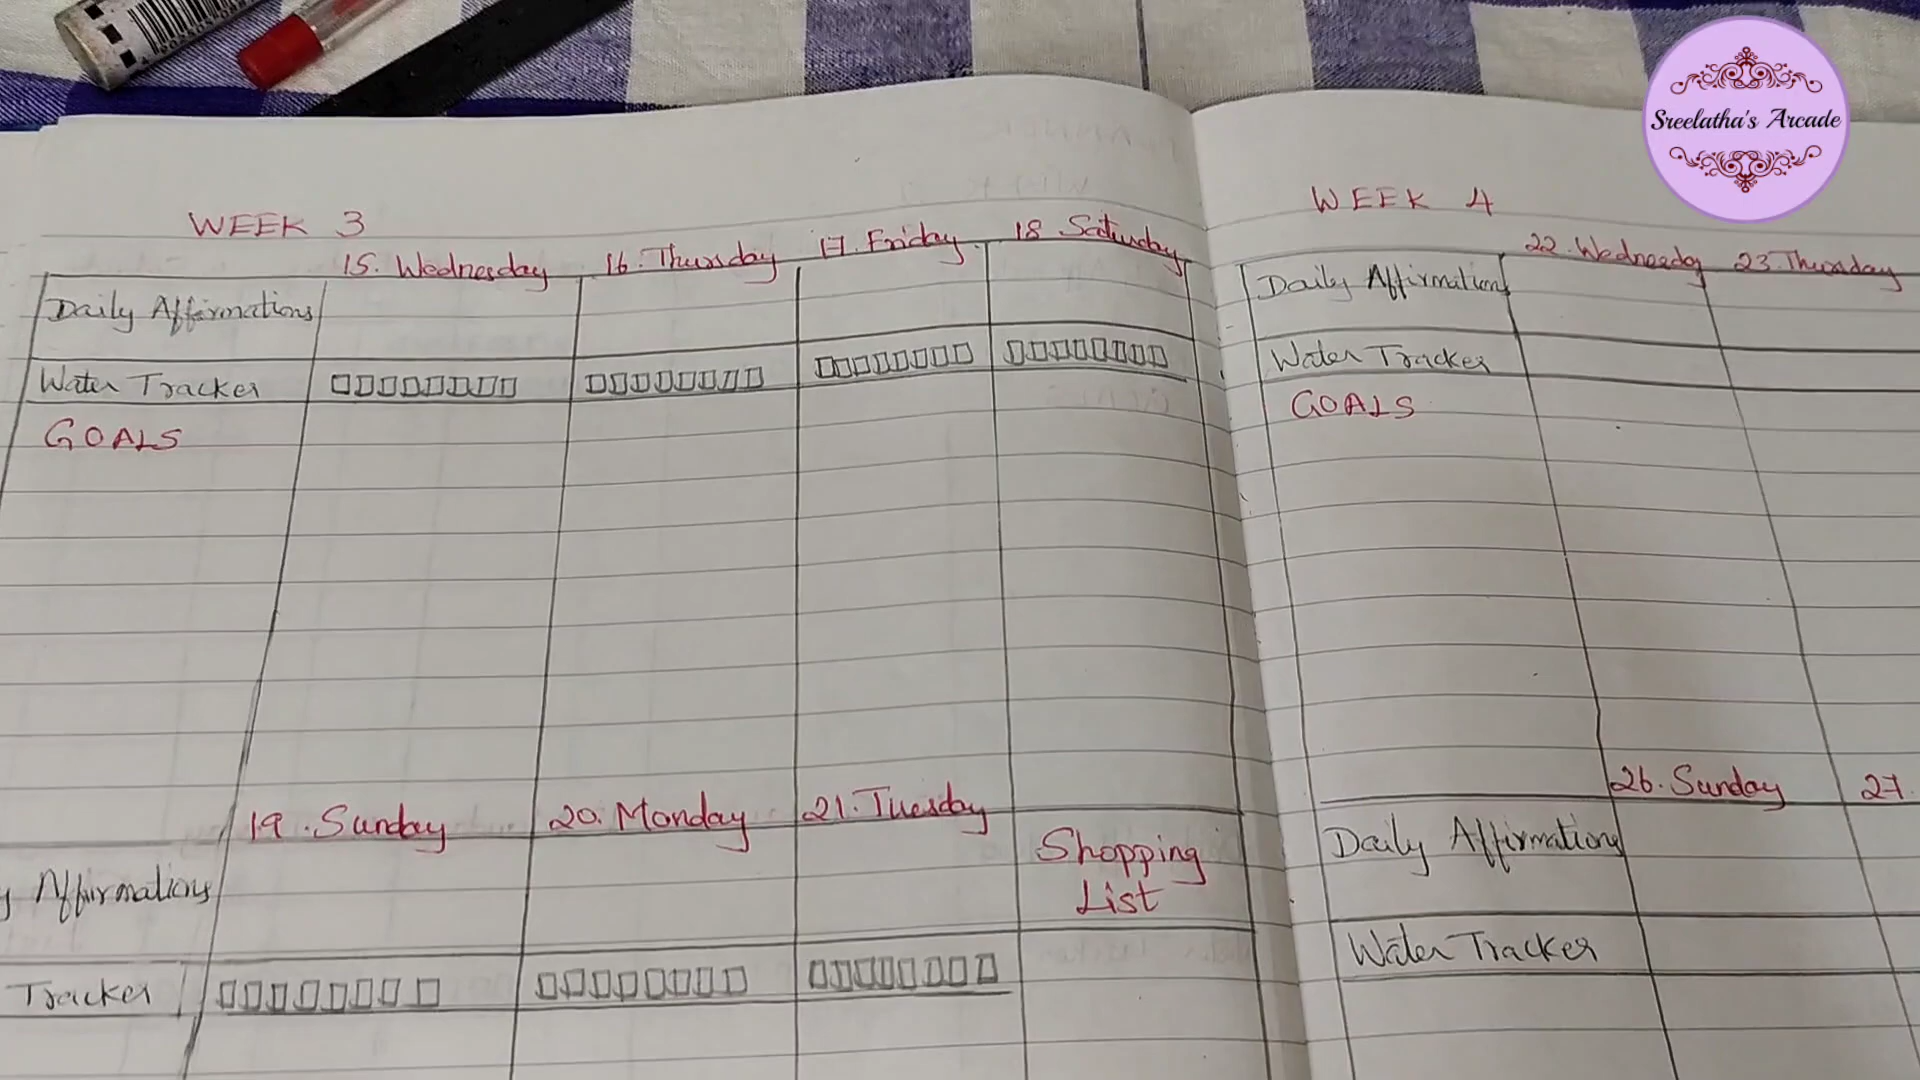 Sreelatha's Arcade
WEEK 3
15. Wednesday 16. Thursday 17. Friday 18 Saturday
Daily Affirmations
Water Tracker
GOALS
19. Sunday 20. Monday 21. Tuesday
Shopping
List
y Affirmations
Tracker
WEEK 4
22. Wednesday 23. Thursday
Daily Affirmations
Water Tracker
GOALS
26. Sunday 27.
Daily Affirmations
Water Tracker